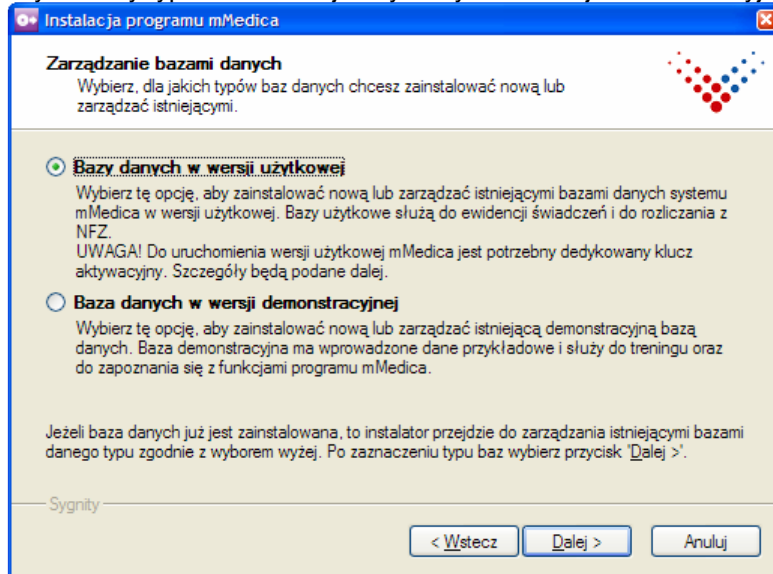 Instalacja programu mMedica
Zarządzanie bazami danych
Wybierz, dla jakich typów baz danych chcesz zainstalować nową lub
zarządzać istniejącymi.
Bazy danych w wersji użytkowej
Wybierz tę opcję, aby zainstalować nową lub zarządzać istniejącymi bazami danych systemu
mMedica w wersji użytkowej. Bazy użytkowe służą do ewidencji świadczeń i do rozliczania z
NFZ.
UWAGA! Do uruchomienia wersji użytkowej mMedica jest potrzebny dedykowany klucz
aktywacyjny. Szczegóły będą podane dalej.
Baza danych w wersji demonstracyjnej
Wybierz tę opcję, aby zainstalować nową lub zarządzać istniejącą demonstracyjną bazą
danych. Baza demonstracyjna ma wprowadzone dane przykładowe i służy do treningu oraz
do zapoznania się z funkcjami programu mMedica.
Jeżeli baza danych już jest zainstalowana, to instalator przejdzie do zarządzania istniejącymi bazami
danego typu zgodnie z wyborem wyżej. Po zaznaczeniu typu baz wybierz przycisk 'Dalej >'.
Sygnity
< Wstecz Dalej > Anuluj